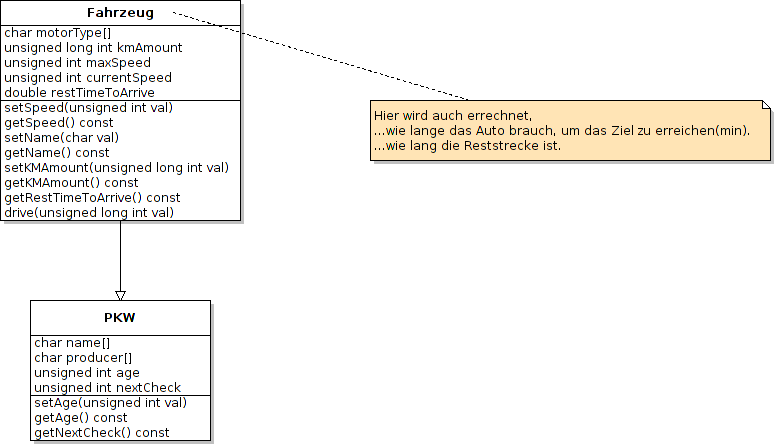 Fahrzeug
char motorType[]
unsigned long int kmAmount
unsigned int maxSpeed
unsigned int currentSpeed
double restTimeToArrive
setSpeed(unsigned int val)
getSpeed() const
setName(char val)
getName() const
setKMAmount(unsigned long int val)
getKMAmount() const
getRestTimeToArrive() const
drive(unsigned long int val)
Hier wird auch errechnet,
...wie lange das Auto brauch, um das Ziel zu erreichen(min).
...wie lang die Reststrecke ist.
PKW
char name[]
char producer[]
unsigned int age
unsigned int nextCheck
setAge(unsigned int val)
getAge() const
getNextCheck() const